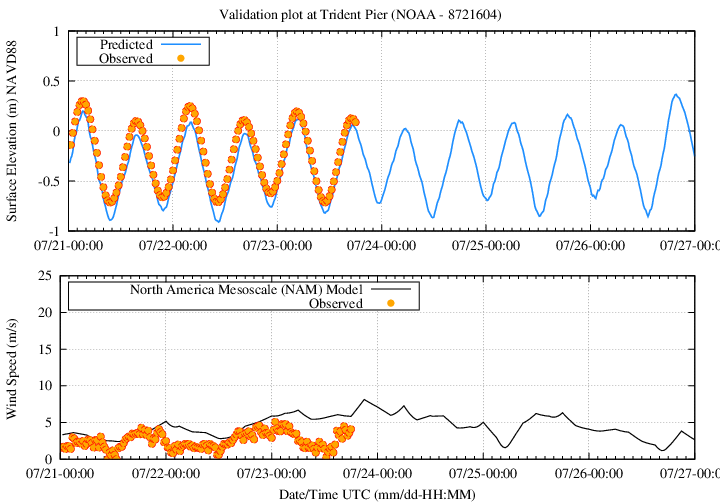 Validation plot at Trident Pier (NOAA - 8721604)
Surface Elevation (m) NAVD88
Predicted
Observed
1
0.5
0
-0.5
-1
07/21-00:00 07/22-00:00 07/23-00:00 07/24-00:00 07/25-00:00 07/26-00:00 07/27-0
Wind Speed (m/s)
North America Mesoscale (NAM) Model
Observed
25
20
15
10
5
0
07/21-00:00 07/22-00:00 07/23-00:00 07/24-00:00 07/25-00:00 07/26-00:00 07/27-0
Date/Time UTC (mm/dd-HH:MM)